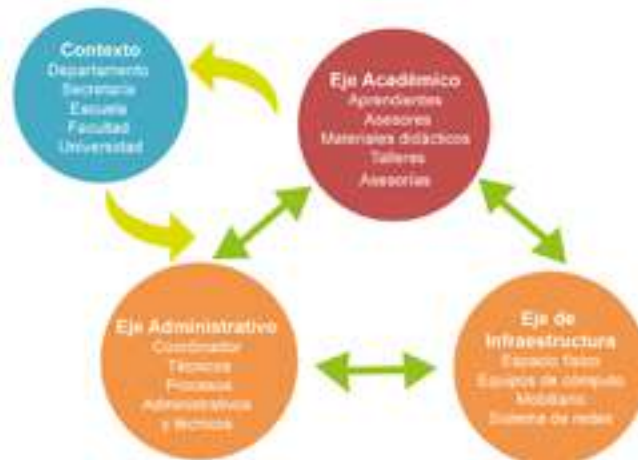 Contexto
Departamento
Secretaría
Escuela
Facultad
Universidad
Eje Académico
Aprendientes
Asesores
Materiales didácticos
Talleres
Asesorías
Eje Administrativo
Coordinador
Técnicos
Procesos
Administrativos
y técnicos
Eje de
Infraestructura
Espacio físico
Equipos de cómputo
Mobiliario
Sistema de redes